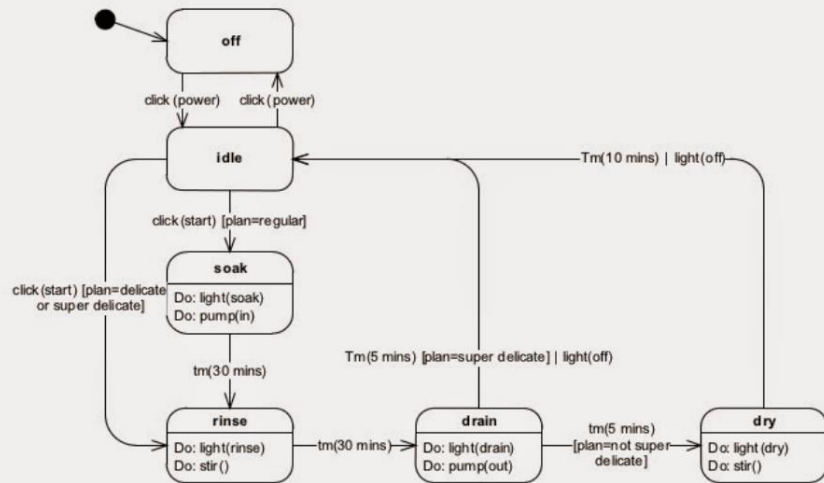 off
click (power)
click (power)
idle
Tm(10 mins) | light(off)
click (start) [plan=regular]
soak
Do: light(soak)
Do: pump(in)
click (start) [plan=delicate
or super delicate]
tm(30 mins)
Tm(5 mins) [plan=super delicate] | light(off)
rinse
Do: light(rinse)
Do: stir()
tm(30 mins)
drain
Do: light(drain)
Do: pump(out)
tm(5 mins)
[plan=not super
delicate]
dry
Do: light(dry)
Do: stir()